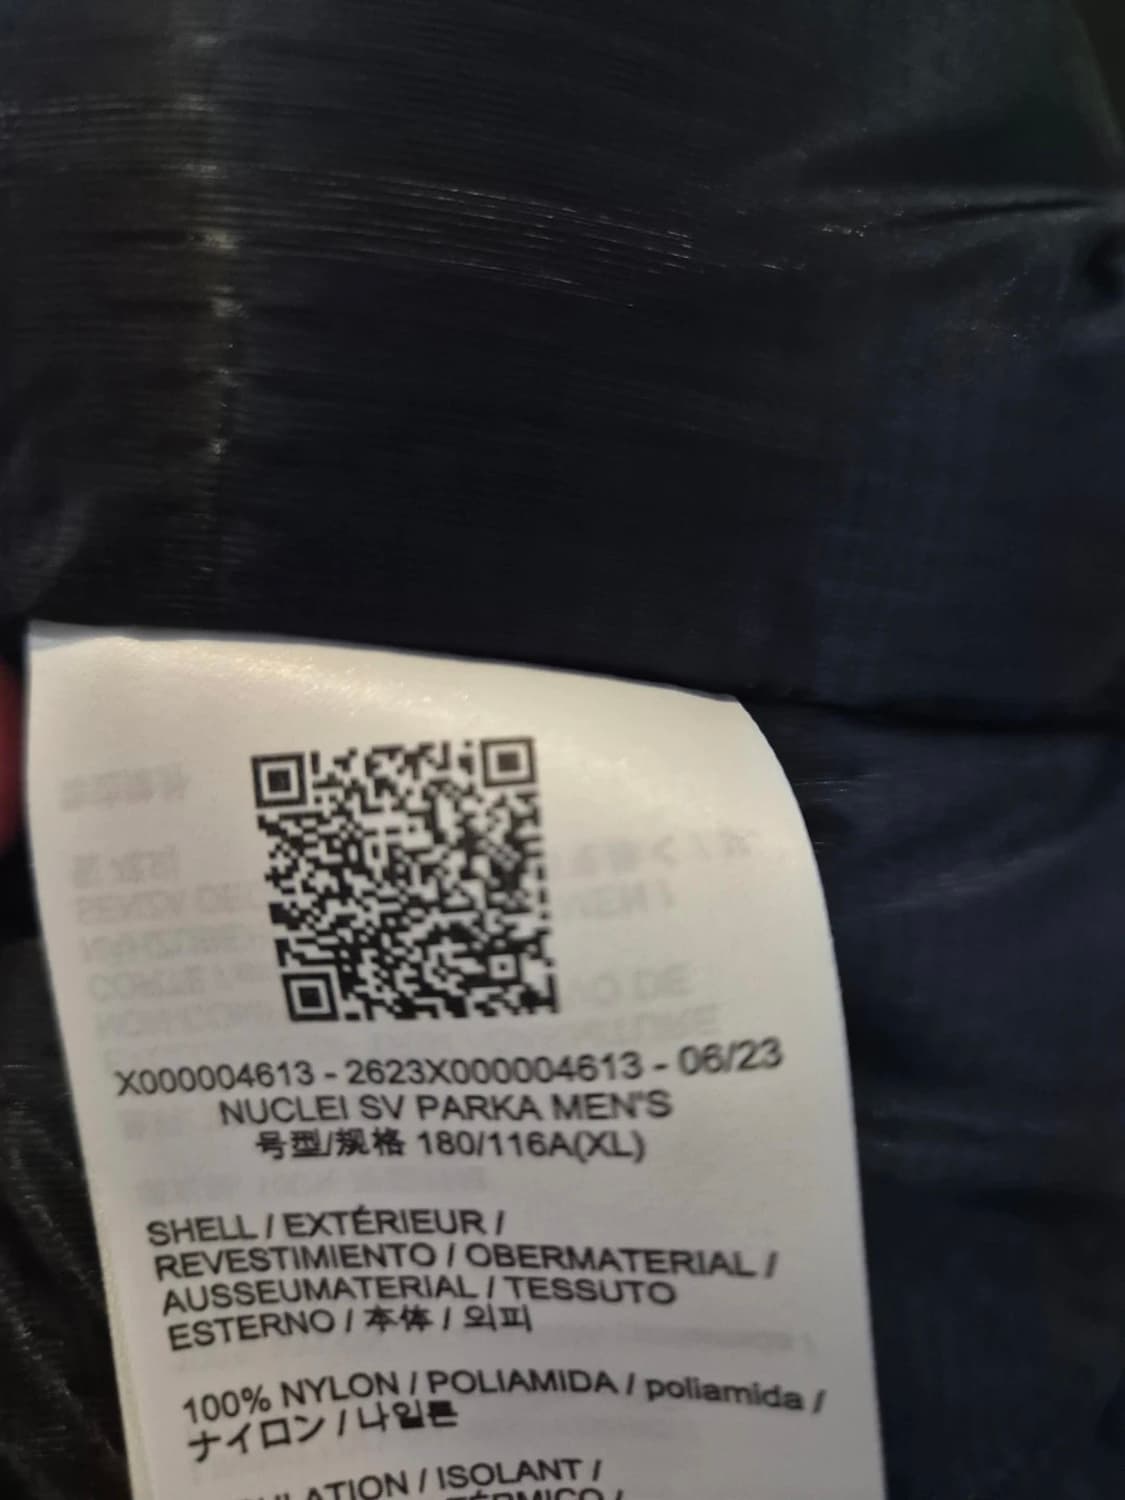 X000004613 - 2623X000004613 - 06/23
NUCLEI SV PARKA MEN'S
号型/规格 180/116A(XL)
SHELL / EXTÉRIEUR /
REVESTIMIENTO / OBERMATERIAL /
AUSSEUMATERIAL / TESSUTO
ESTERNO / 本体 / 외피
100% NYLON / POLIAMIDA / poliamida /
ナイロン / 나일론
/ ISOLANT /